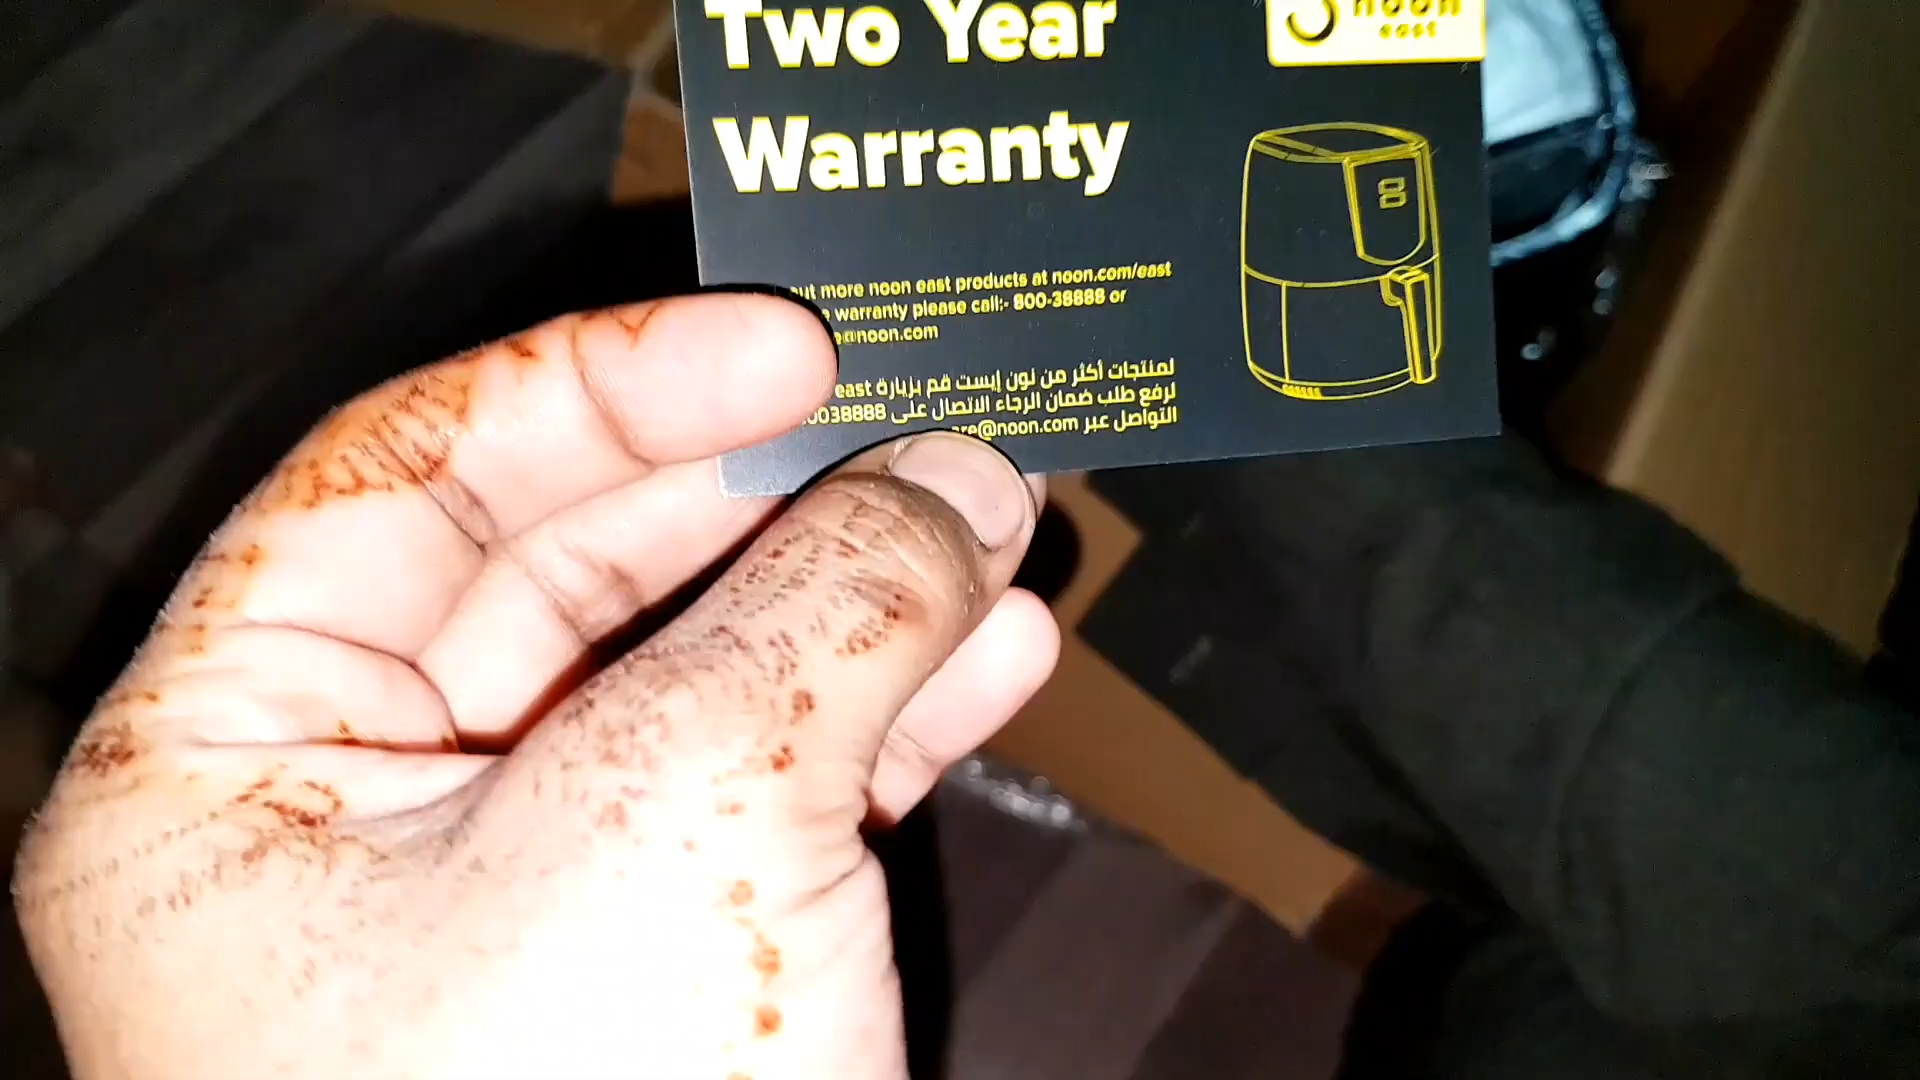 Two Year
Warranty
noon
east
more noon east products at noon.com/east
warranty please call:- 800-38888 or
@noon.com
لمنتجات أكثر من نون إيست قم بزيارة east
لرفع طلب ضمان الرجاء الاتصال على 0038888
التواصل عبر are@noon.com